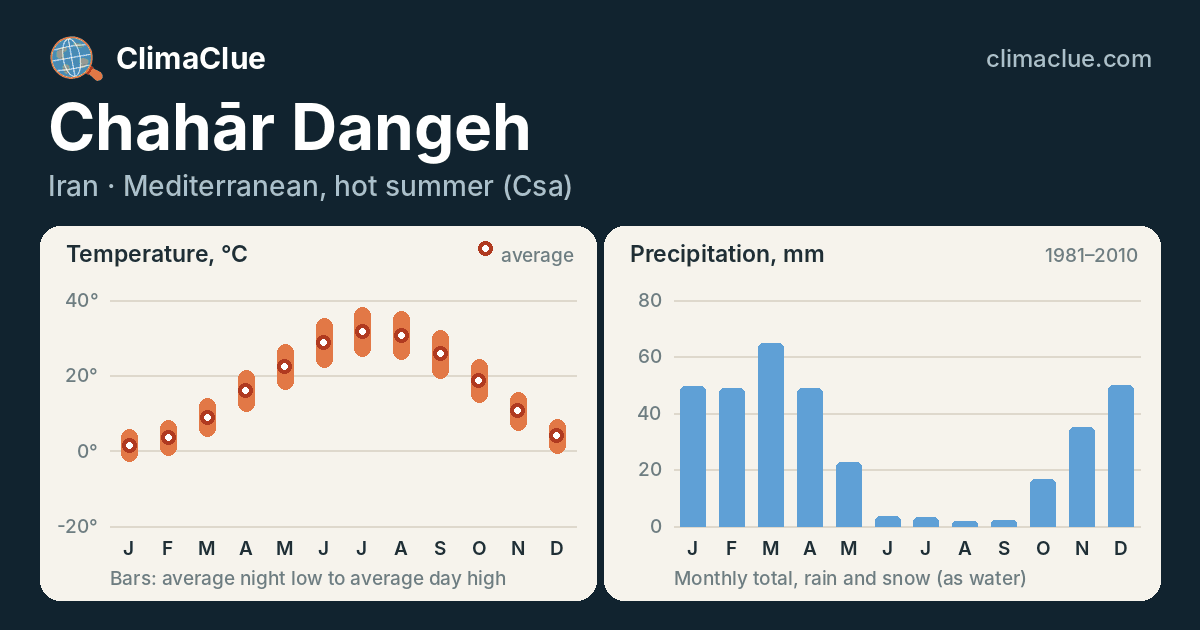 ClimaClue
climaclue.com
Chahār Dangeh
Iran · Mediterranean, hot summer (Csa)
Temperature, °C
average
40°
20°
0°
-20°
J F M A M J J A S O N D
Bars: average night low to average day high
Precipitation, mm
1981–2010
80
60
40
20
0
J F M A M J J A S O N D
Monthly total, rain and snow (as water)